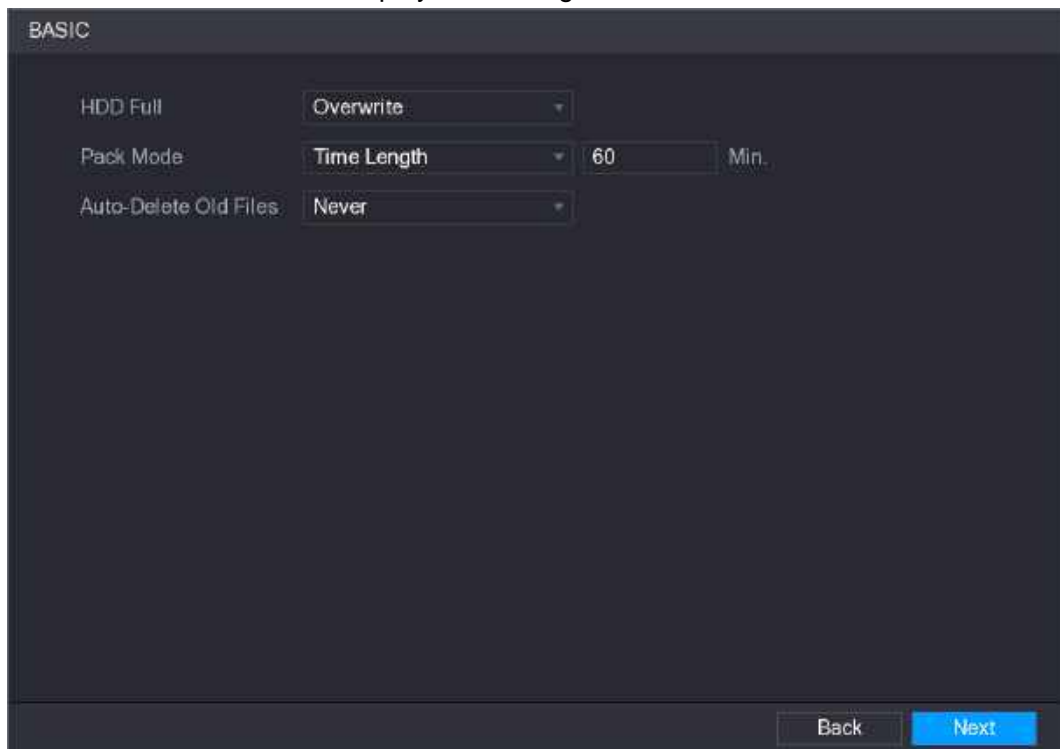 BASIC
HDD Full Overwrite
Pack Mode Time Length 60 Min.
Auto-Delete Old Files Never
Back Next